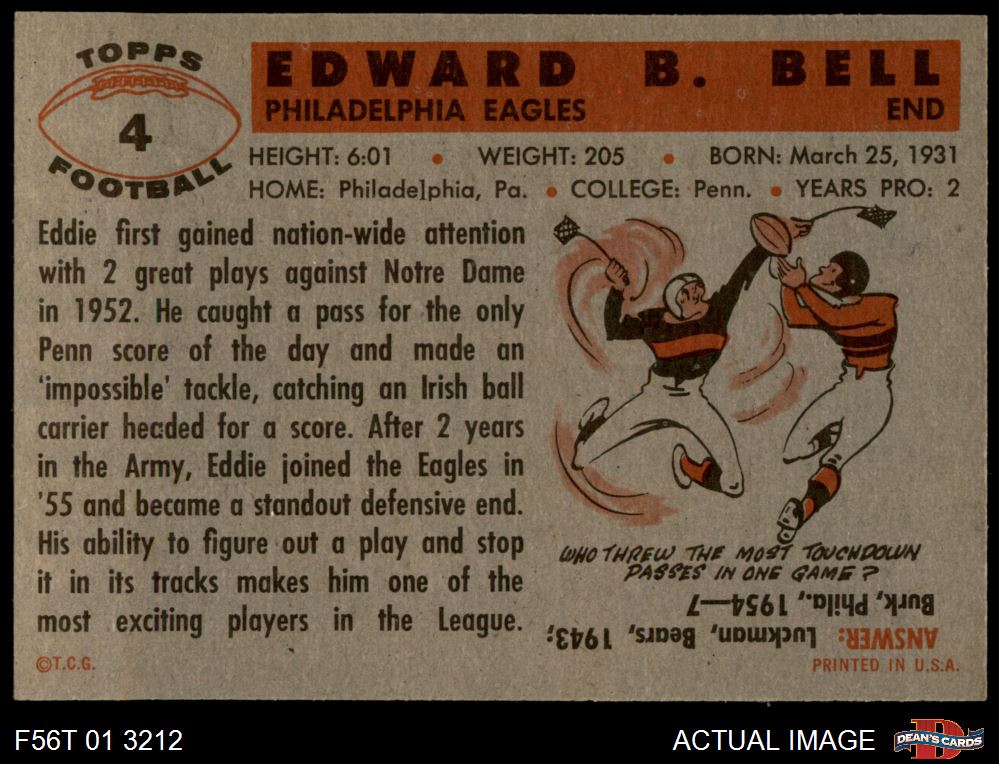 TOPPS
4
FOOTBALL
EDWARD B. BELL
PHILADELPHIA EAGLES END
HEIGHT: 6:01 • WEIGHT: 205 • BORN: March 25, 1931
HOME: Philadelphia, Pa. • COLLEGE: Penn. • YEARS PRO: 2
Eddie first gained nation-wide attention
with 2 great plays against Notre Dame
in 1952. He caught a pass for the only
Penn score of the day and made an
'impossible' tackle, catching an Irish ball
carrier headed for a score. After 2 years
in the Army, Eddie joined the Eagles in
'55 and became a standout defensive end.
His ability to figure out a play and stop
it in its tracks makes him one of the
most exciting players in the League.
WHO THREW THE MOST TOUCHDOWN
PASSES IN ONE GAME?
ANSWER: Luckman, Bears, 1943;
Burk, Phila., 1954—7
©T.C.G.
PRINTED IN U.S.A.
F56T 01 3212
ACTUAL IMAGE
DEAN'S CARDS